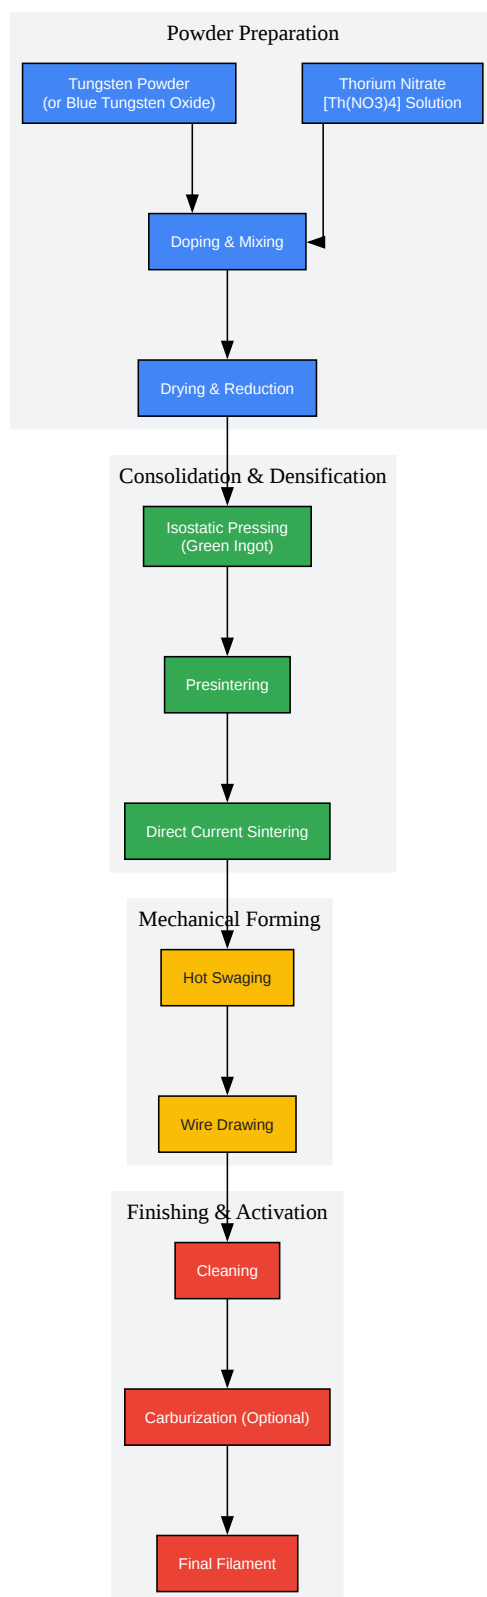 Powder Preparation
Tungsten Powder
(or Blue Tungsten Oxide)
Thorium Nitrate
[Th(NO3)4] Solution
Doping & Mixing
Drying & Reduction
Consolidation & Densification
Isostatic Pressing
(Green Ingot)
Presintering
Direct Current Sintering
Mechanical Forming
Hot Swaging
Wire Drawing
Finishing & Activation
Cleaning
Carburization (Optional)
Final Filament